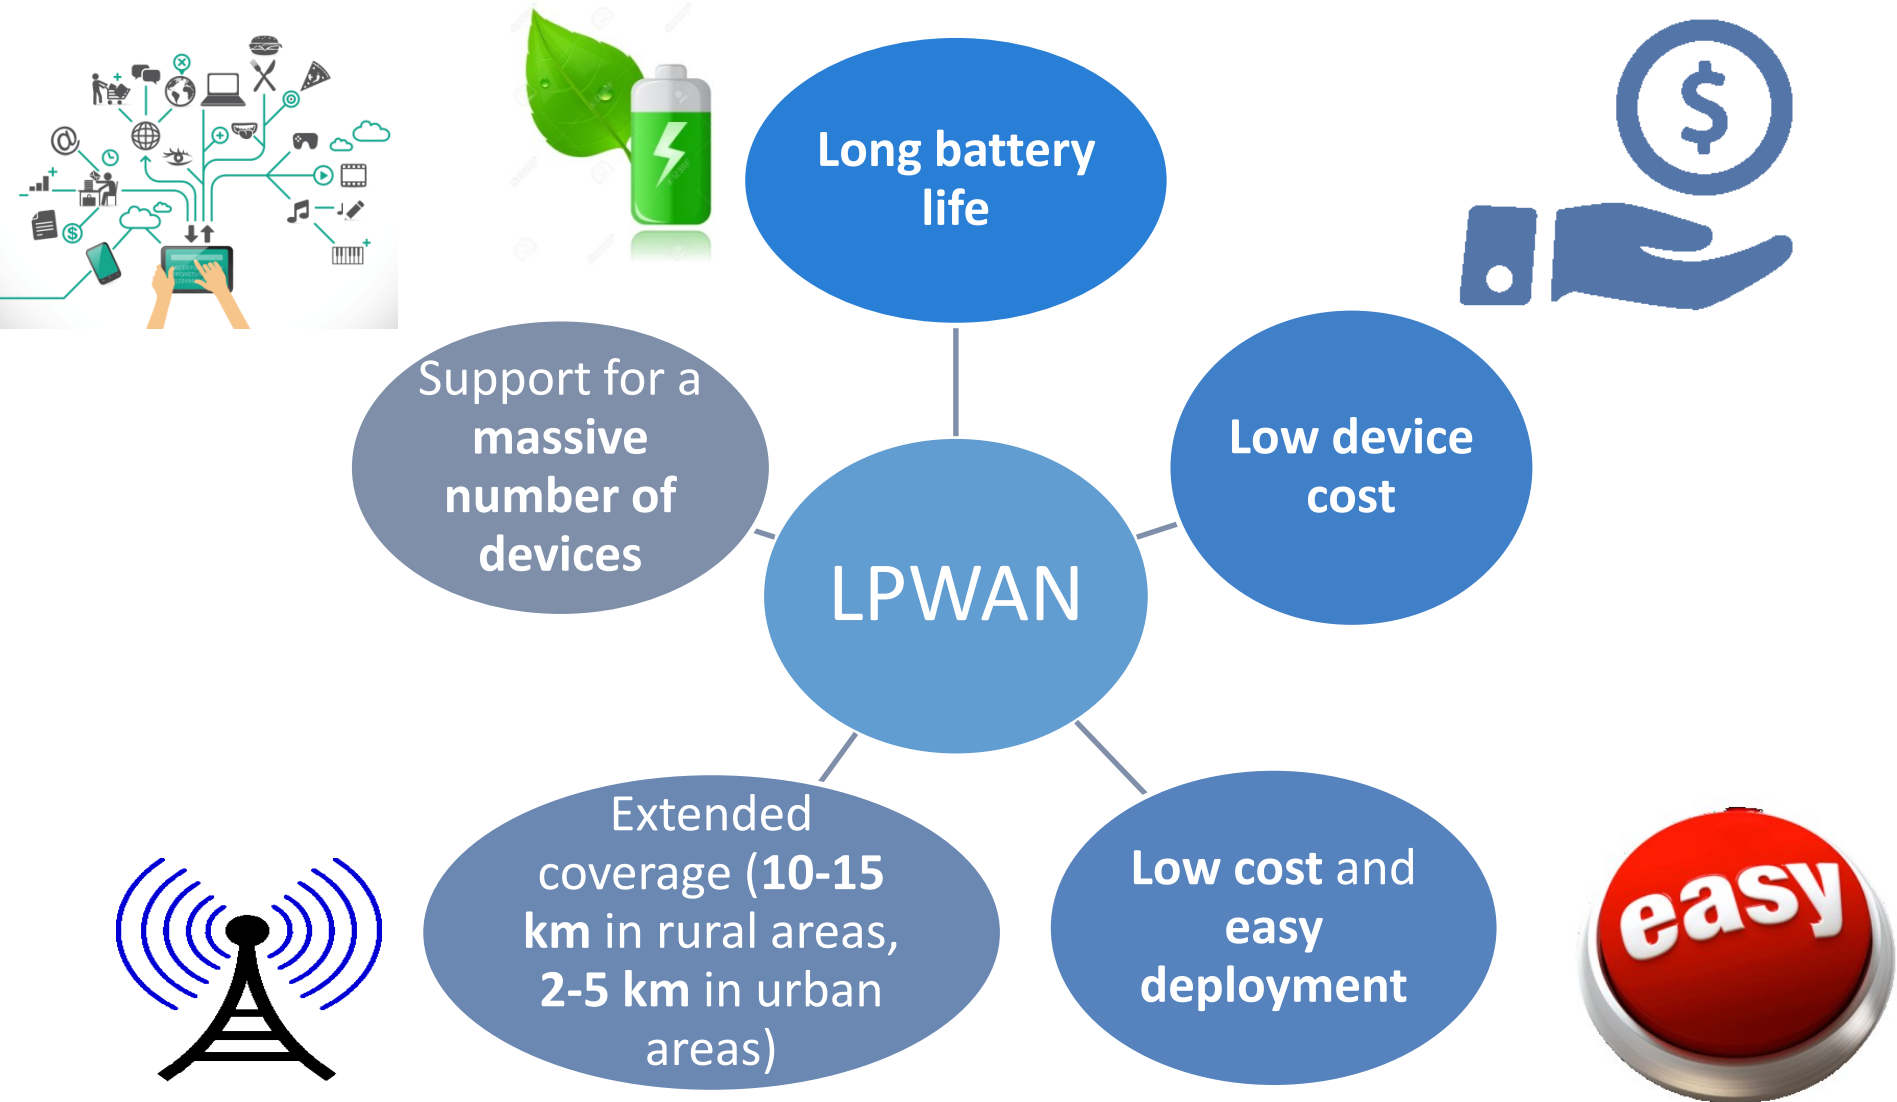 Long battery
life
Support for a
massive
number of
devices
Low device
cost
LPWAN
Extended
coverage (10-15
km in rural areas,
2-5 km in urban
areas)
Low cost and
easy
deployment
easy
$
@
$